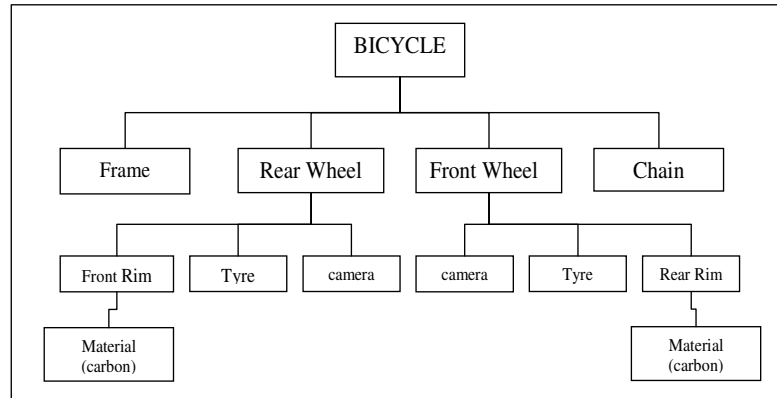 BICYCLE
Frame
Rear Wheel
Front Wheel
Chain
Front Rim
Tyre
camera
camera
Tyre
Rear Rim
Material
(carbon)
Material
(carbon)